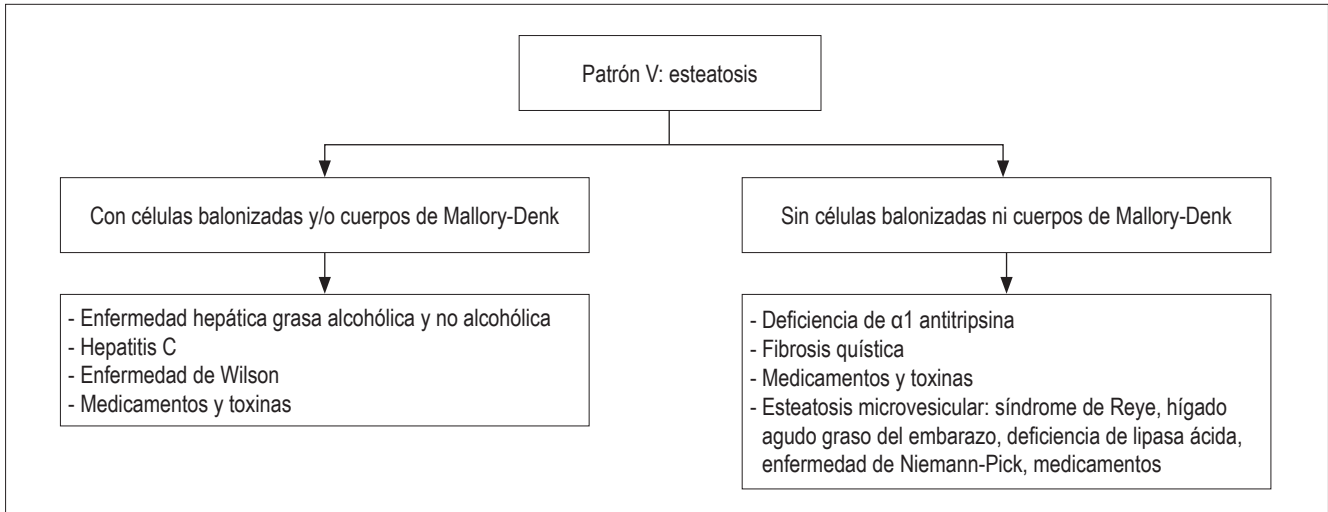 Patrón V: esteatosis
Con células balonizadas y/o cuerpos de Mallory-Denk
Sin células balonizadas ni cuerpos de Mallory-Denk
- Enfermedad hepática grasa alcohólica y no alcohólica
- Hepatitis C
- Enfermedad de Wilson
- Medicamentos y toxinas
- Deficiencia de α1 antitripsina
- Fibrosis quística
- Medicamentos y toxinas
- Esteatosis microvesicular: síndrome de Reye, hígado
agudo graso del embarazo, deficiencia de lipasa ácida,
enfermedad de Niemann-Pick, medicamentos